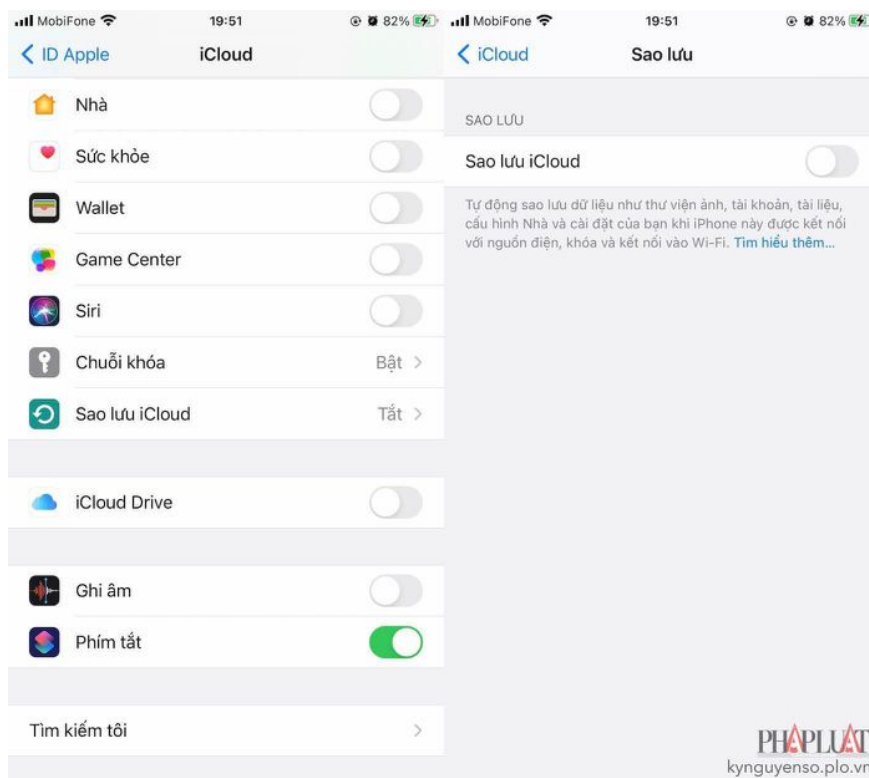 MobiFone 19:51 82%
ID Apple iCloud
Nhà
Sức khỏe
Wallet
Game Center
Siri
Chuỗi khóa Bật
Sao lưu iCloud Tắt
iCloud Drive
Ghi âm
Phím tắt
Tìm kiếm tôi
MobiFone 19:51 82%
iCloud Sao lưu
SAO LƯU
Sao lưu iCloud
Tự động sao lưu dữ liệu như thư viện ảnh, tài khoản, tài liệu,
cấu hình Nhà và cài đặt của bạn khi iPhone này được kết nối
với nguồn điện, khóa và kết nối vào Wi-Fi. Tìm hiểu thêm...
PHÁPLUẬT
kynguyenso.plo.vn